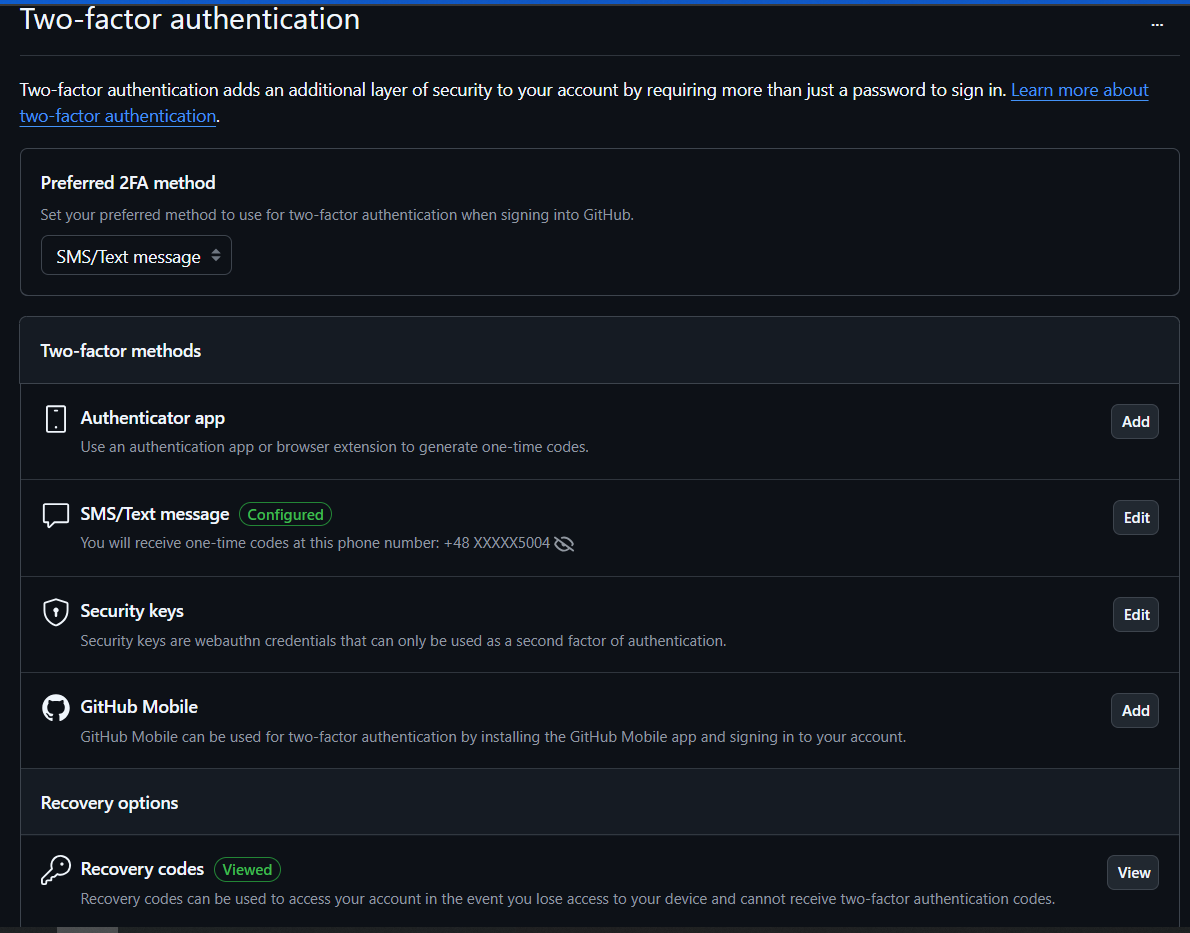 Two-factor authentication
...
Two-factor authentication adds an additional layer of security to your account by requiring more than just a password to sign in. Learn more about
two-factor authentication.
Preferred 2FA method
Set your preferred method to use for two-factor authentication when signing into GitHub.
SMS/Text message
Two-factor methods
Authenticator app
Add
Use an authentication app or browser extension to generate one-time codes.
SMS/Text message Configured
Edit
You will receive one-time codes at this phone number: +48 XXXXX5004
Security keys
Edit
Security keys are webauthn credentials that can only be used as a second factor of authentication.
GitHub Mobile
Add
GitHub Mobile can be used for two-factor authentication by installing the GitHub Mobile app and signing in to your account.
Recovery options
Recovery codes Viewed
View
Recovery codes can be used to access your account in the event you lose access to your device and cannot receive two-factor authentication codes.